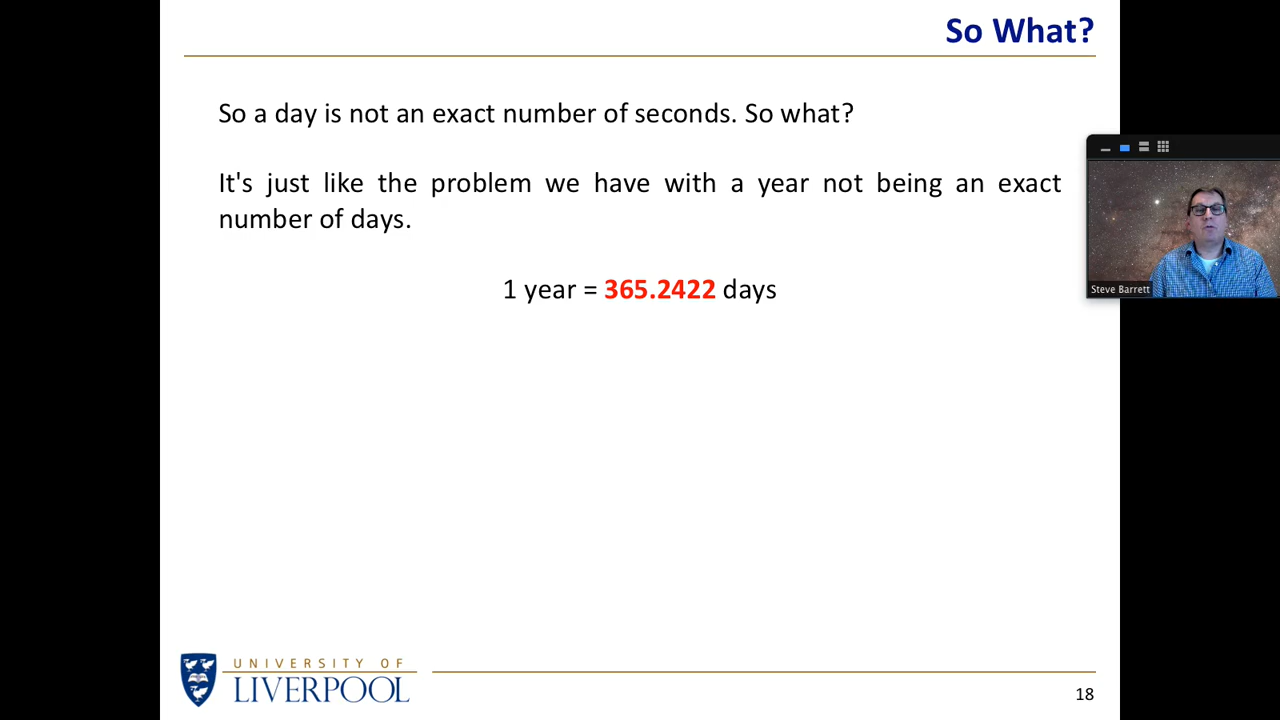 So What?
So a day is not an exact number of seconds. So what?
It's just like the problem we have with a year not being an exact
number of days.
1 year = 365.2422 days
Steve Barrett
UNIVERSITY OF
LIVERPOOL
18